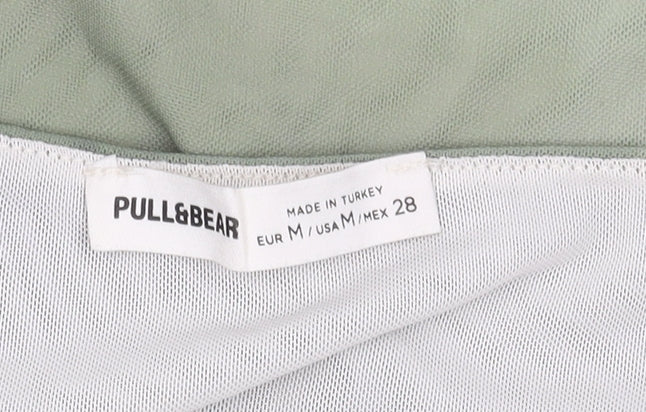 PULL&BEAR
MADE IN TURKEY
EUR M / USA M / MEX 28